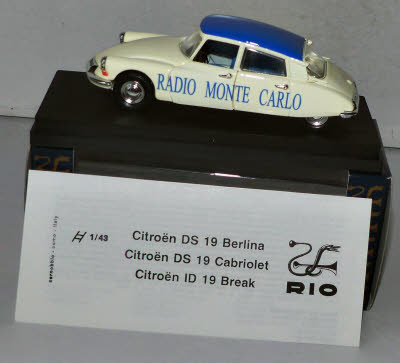 RADIO MONTE CARLO
1/43
Citroën DS 19 Berlina
Citroën DS 19 Cabriolet
Citroën ID 19 Break
RIO